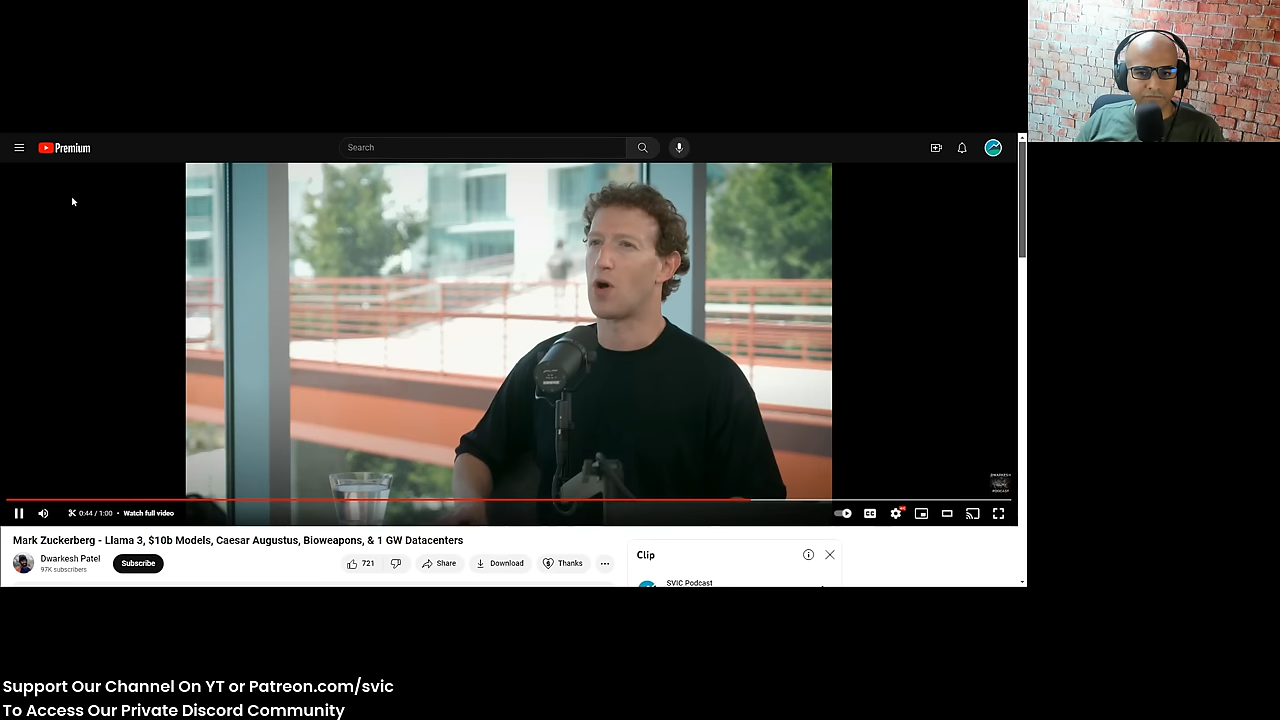 Premium
Search
DWARKESH
PODCAST
0:44 / 1:00 • Watch full video
Mark Zuckerberg - Llama 3, $10b Models, Caesar Augustus, Bioweapons, & 1 GW Datacenters
Dwarkesh Patel
97K subscribers
Subscribe
721
Share
Download
Thanks
Clip
SVIC Podcast
Support Our Channel On YT or Patreon.com/svic
To Access Our Private Discord Community